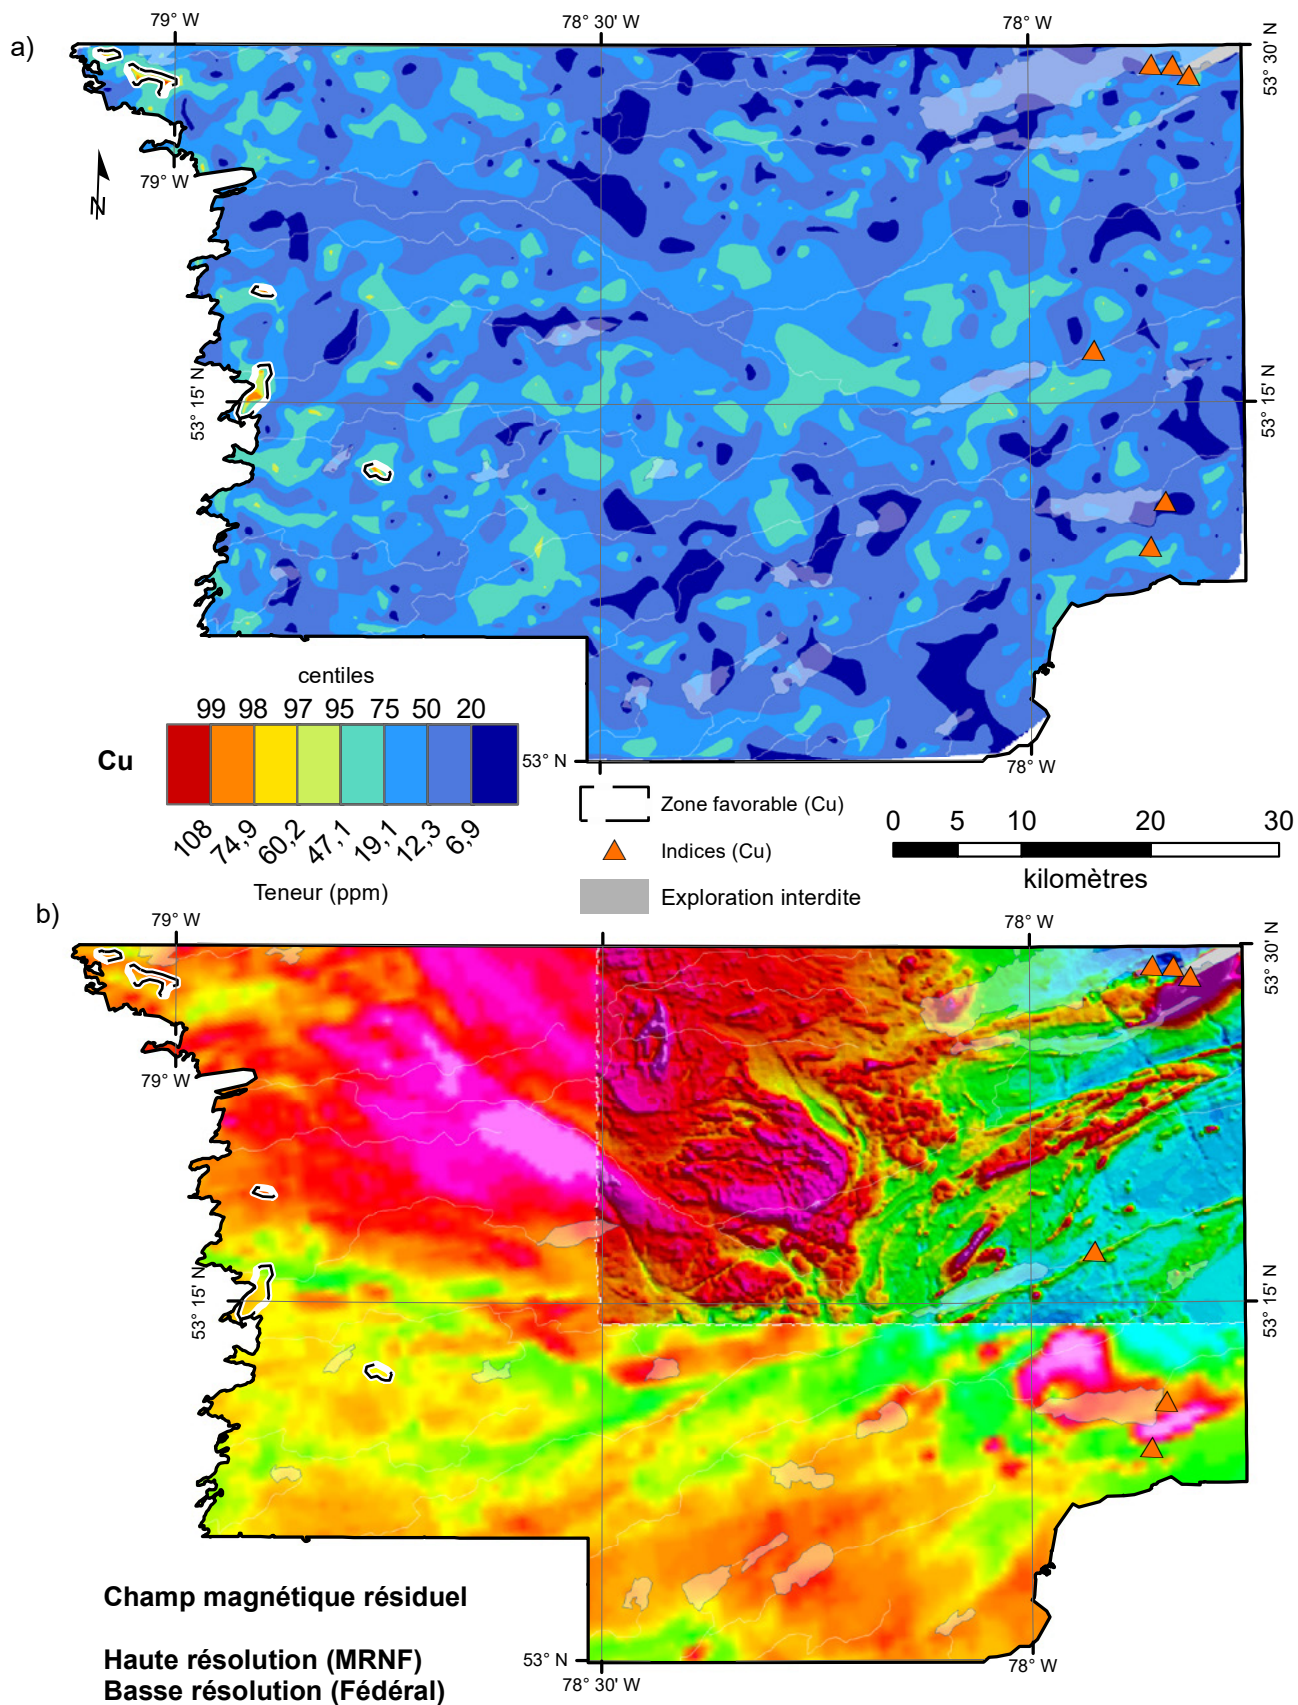 a)
79° W
78° 30' W
78° W
53° 30' N
N
79° W
53° 15' N
53° 15' N
centiles
99 98 97 95 75 50 20
Cu
108 74,9 60,2 47,1 19,1 12,3 6,9
Teneur (ppm)
53° N
78° W
Zone favorable (Cu)
Indices (Cu)
Exploration interdite
0 5 10 20 30
kilomètres
b)
79° W
78° W
53° 30' N
79° W
53° 15' N
53° 15' N
Champ magnétique résiduel
Haute résolution (MRNF)
Basse résolution (Fédéral)
53° N
78° 30' W
78° W